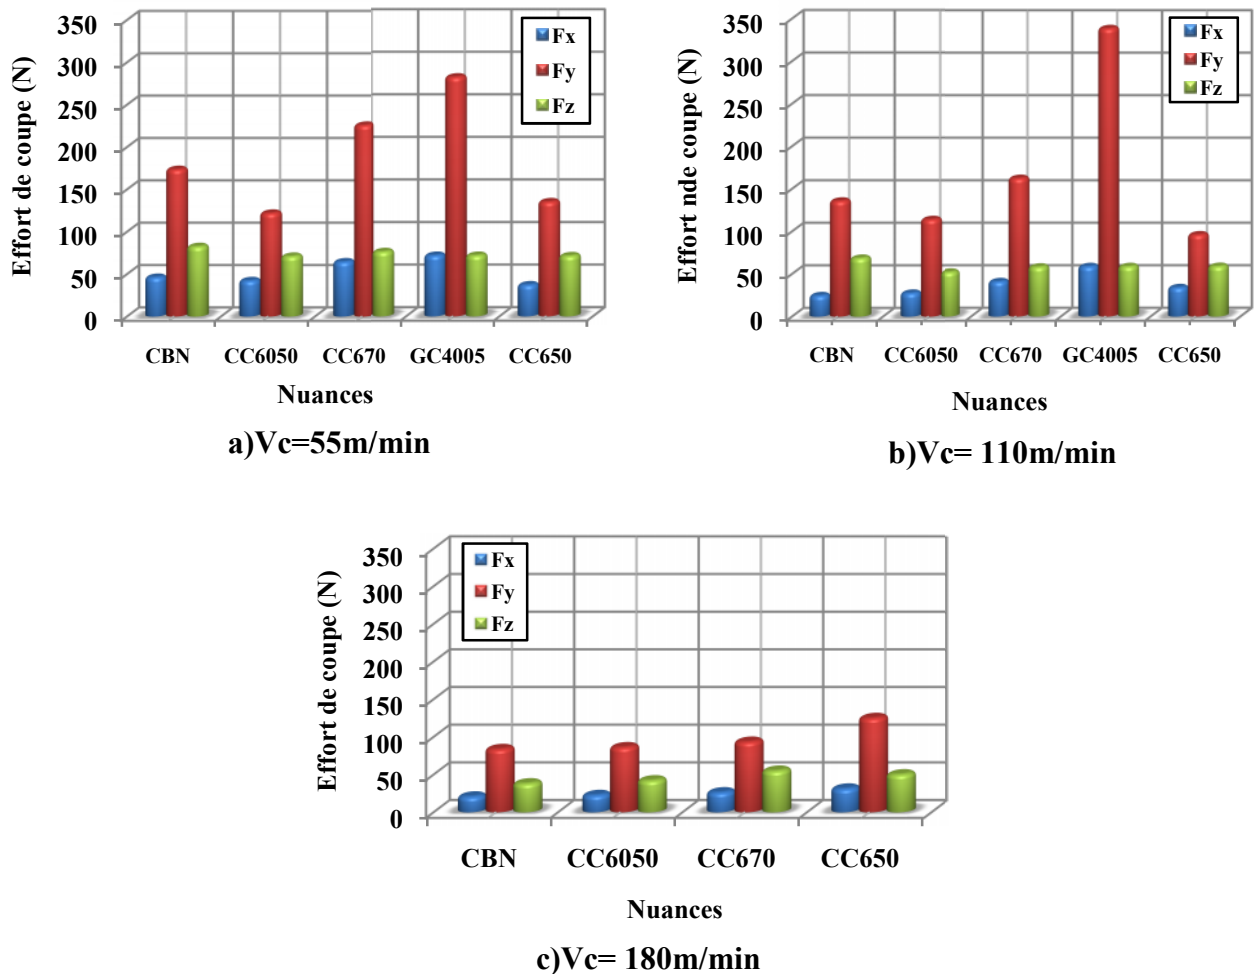 Effort de coupe (N)
350
300
250
200
150
100
50
0
Fx
Fy
Fz
CBN CC6050 CC670 GC4005 CC650
Nuances
a)Vc=55m/min
Effort nde coupe (N)
350
300
250
200
150
100
50
0
Fx
Fy
Fz
CBN CC6050 CC670 GC4005 CC650
Nuances
b)Vc= 110m/min
Effort de coupe (N)
350
300
250
200
150
100
50
0
Fx
Fy
Fz
CBN CC6050 CC670 CC650
Nuances
c)Vc= 180m/min